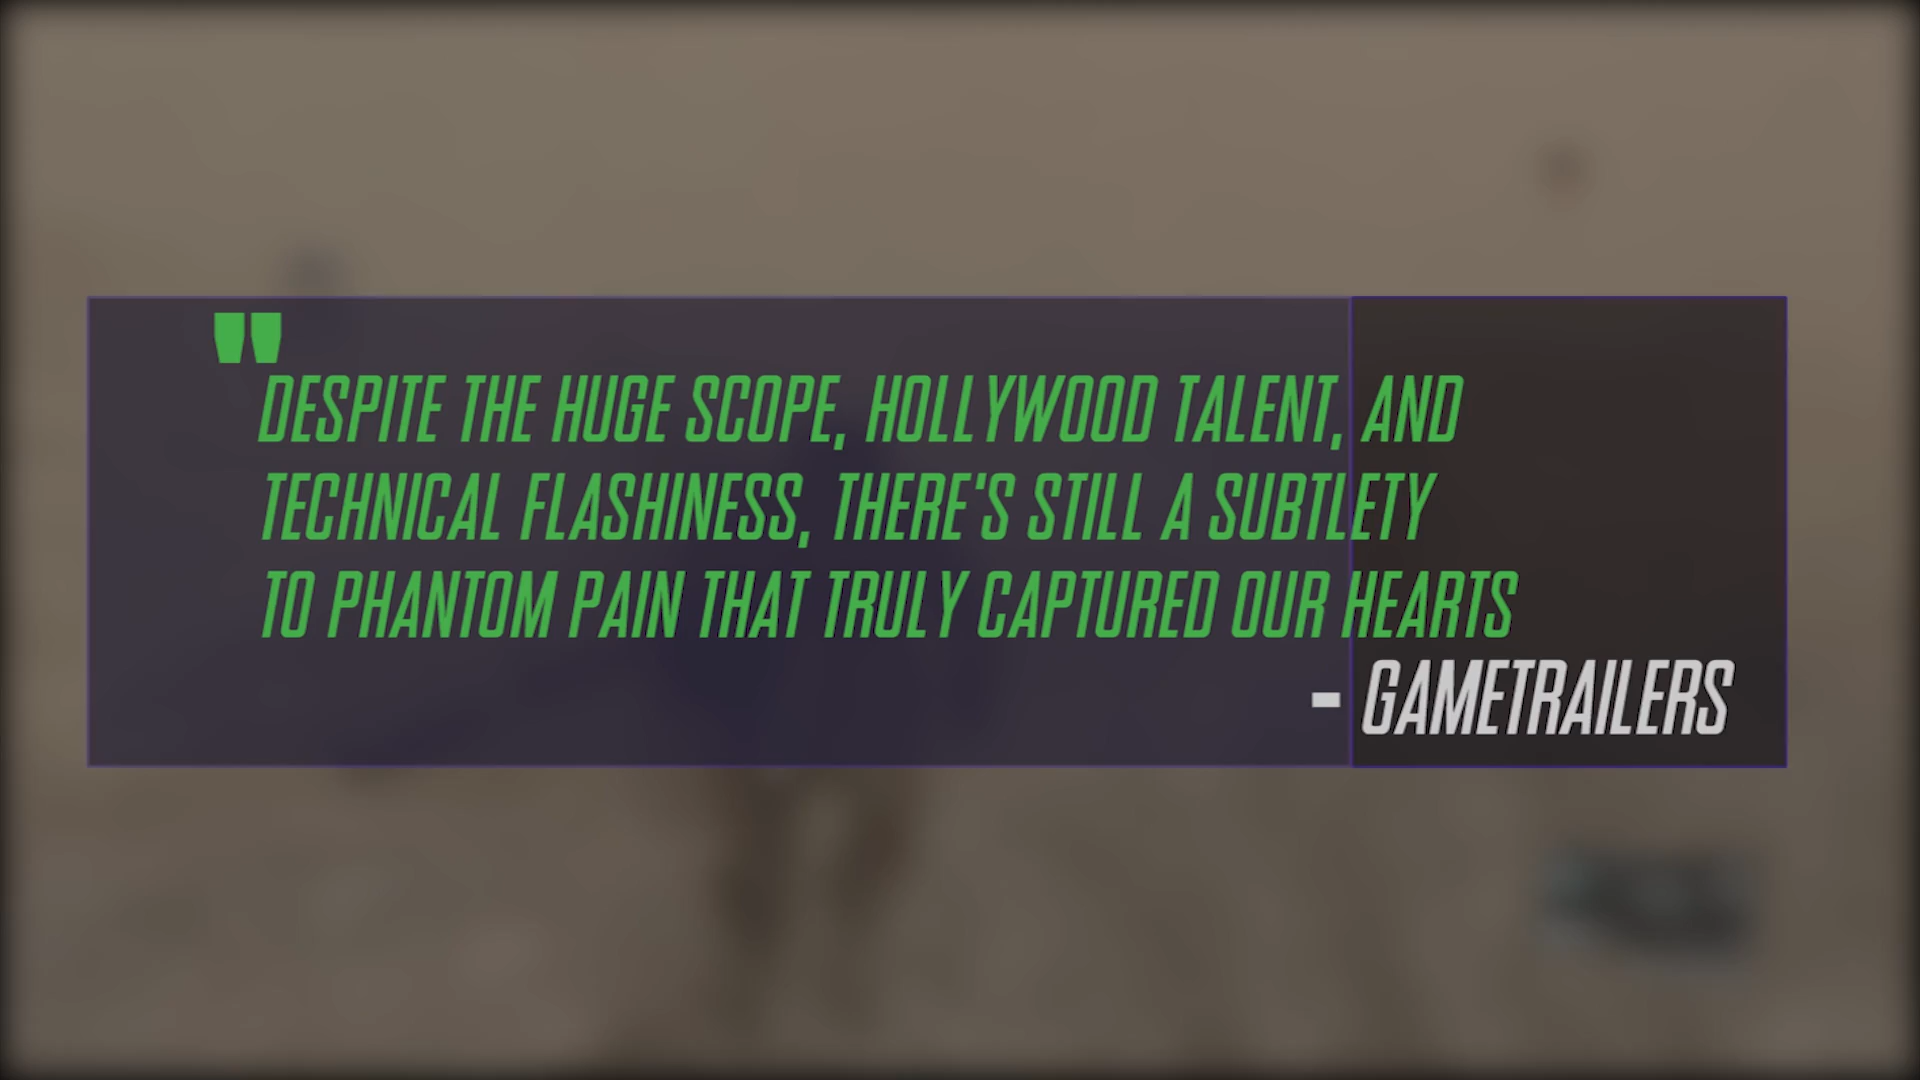 "
DESPITE THE HUGE SCOPE, HOLLYWOOD TALENT, AND
TECHNICAL FLASHINESS, THERE'S STILL A SUBTLETY
TO PHANTOM PAIN THAT TRULY CAPTURED OUR HEARTS
- GAMETRAILERS